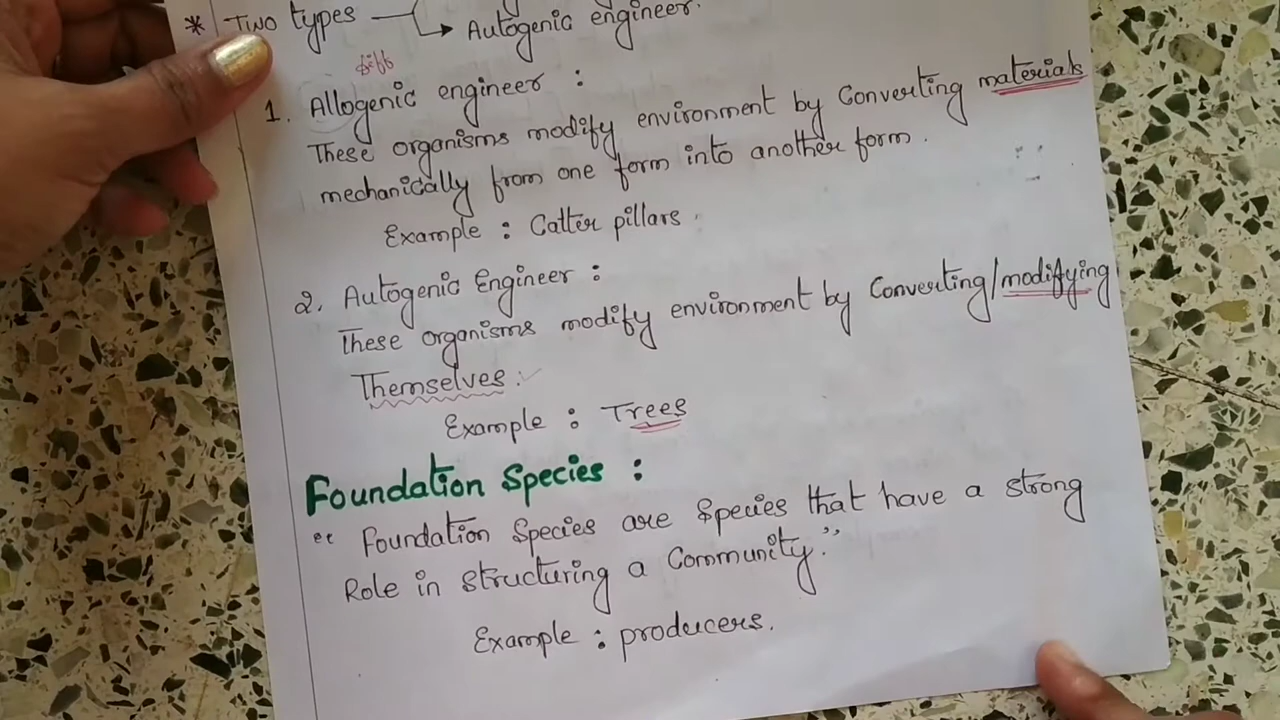 * Two types → Autogenic engineer.
diff
1. Allogenic engineer :
These organisms modify environment by Converting materials
mechanically from one form into another form.
Example : Catter pillars.
2. Autogenic Engineer :
These organisms modify environment by Converting/modifying
Themselves.
Example : Trees
Foundation Species :
"Foundation Species are Species that have a strong
Role in structuring a Community."
Example : producers.